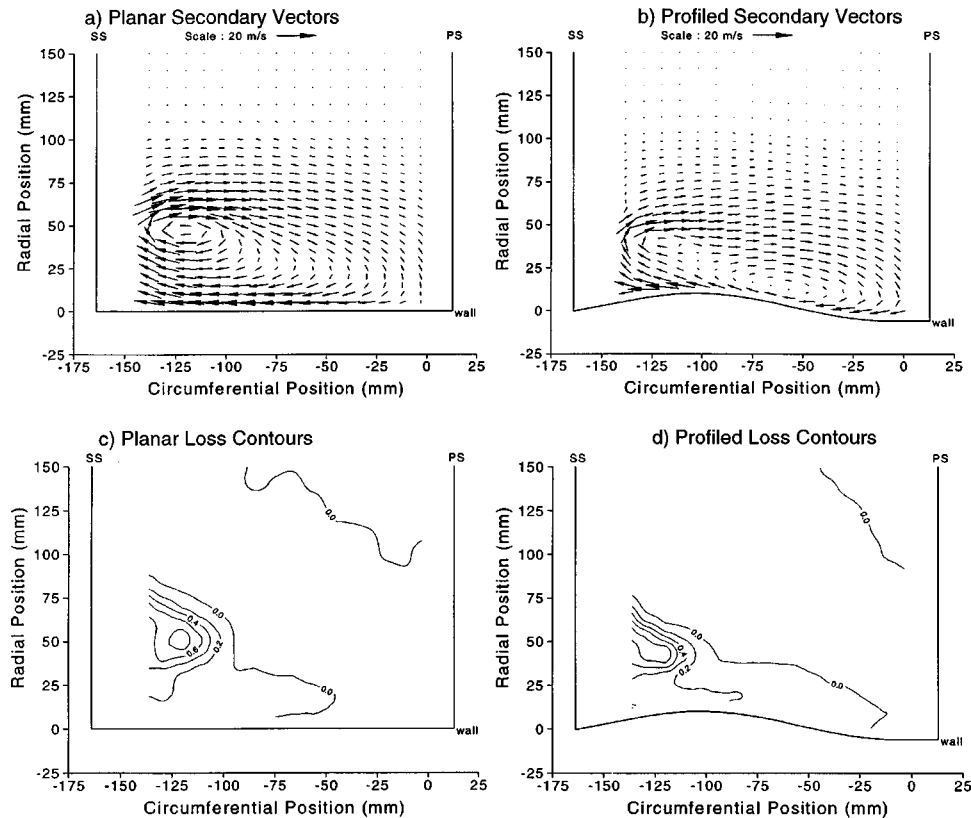 a) Planar Secondary Vectors
SS
Scale : 20 m/s
PS
150
125
100
75
50
25
0
-25
Radial Position (mm)
wall
-175 -150 -125 -100 -75 -50 -25 0 25
Circumferential Position (mm)
b) Profiled Secondary Vectors
SS
Scale : 20 m/s
PS
150
125
100
75
50
25
0
-25
Radial Position (mm)
wall
-175 -150 -125 -100 -75 -50 -25 0 25
Circumferential Position (mm)
c) Planar Loss Contours
SS
PS
150
125
100
75
50
25
0
-25
Radial Position (mm)
0.0
0.0
0.4
0.6
0.2
0.0
wall
-175 -150 -125 -100 -75 -50 -25 0 25
Circumferential Position (mm)
d) Profiled Loss Contours
SS
PS
150
125
100
75
50
25
0
-25
Radial Position (mm)
0.0
0.0
0.4
0.2
0.0
wall
-175 -150 -125 -100 -75 -50 -25 0 25
Circumferential Position (mm)